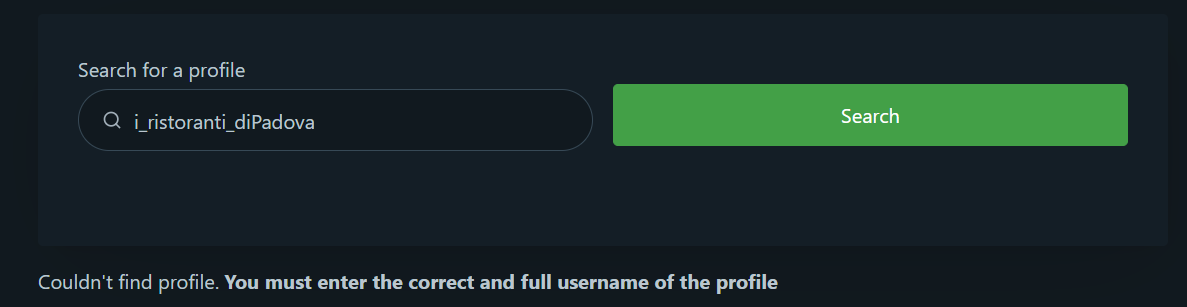 Search for a profile
i_ristoranti_diPadova
Search
Couldn't find profile. You must enter the correct and full username of the profile